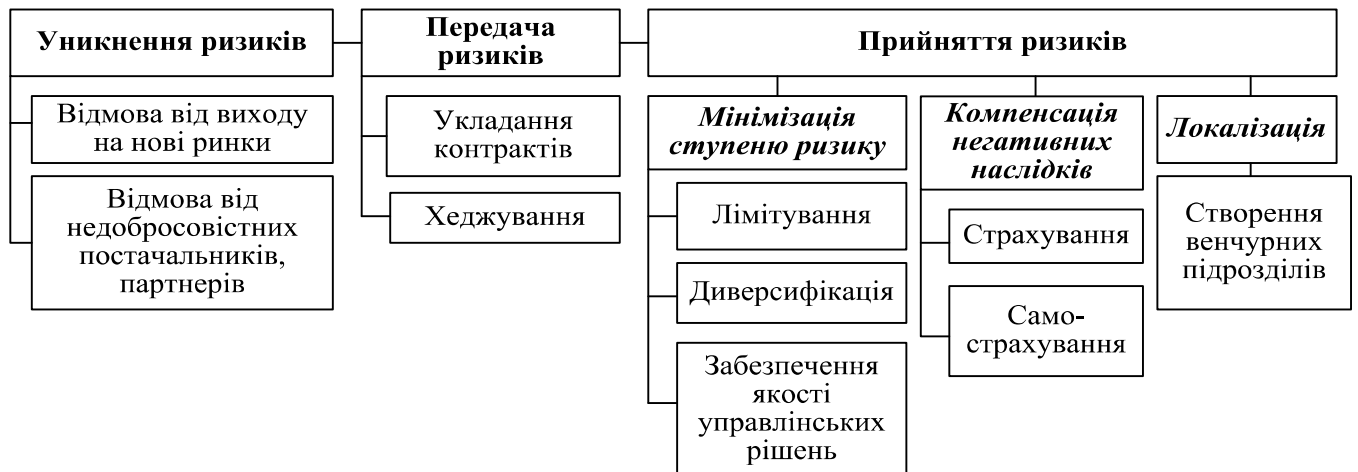 Уникнення ризиків
Відмова від виходу
на нові ринки
Відмова від
недобросовістних
постачальників,
партнерів
Передача
ризиків
Укладання
контрактів
Хеджування
Прийняття ризиків
Мінімізація
ступеню ризику
Лімітування
Диверсифікація
Забезпечення
якості
управлінських
рішень
Компенсація
негативних
наслідків
Страхування
Само-
страхування
Локалізація
Створення
венчурних
підрозділів